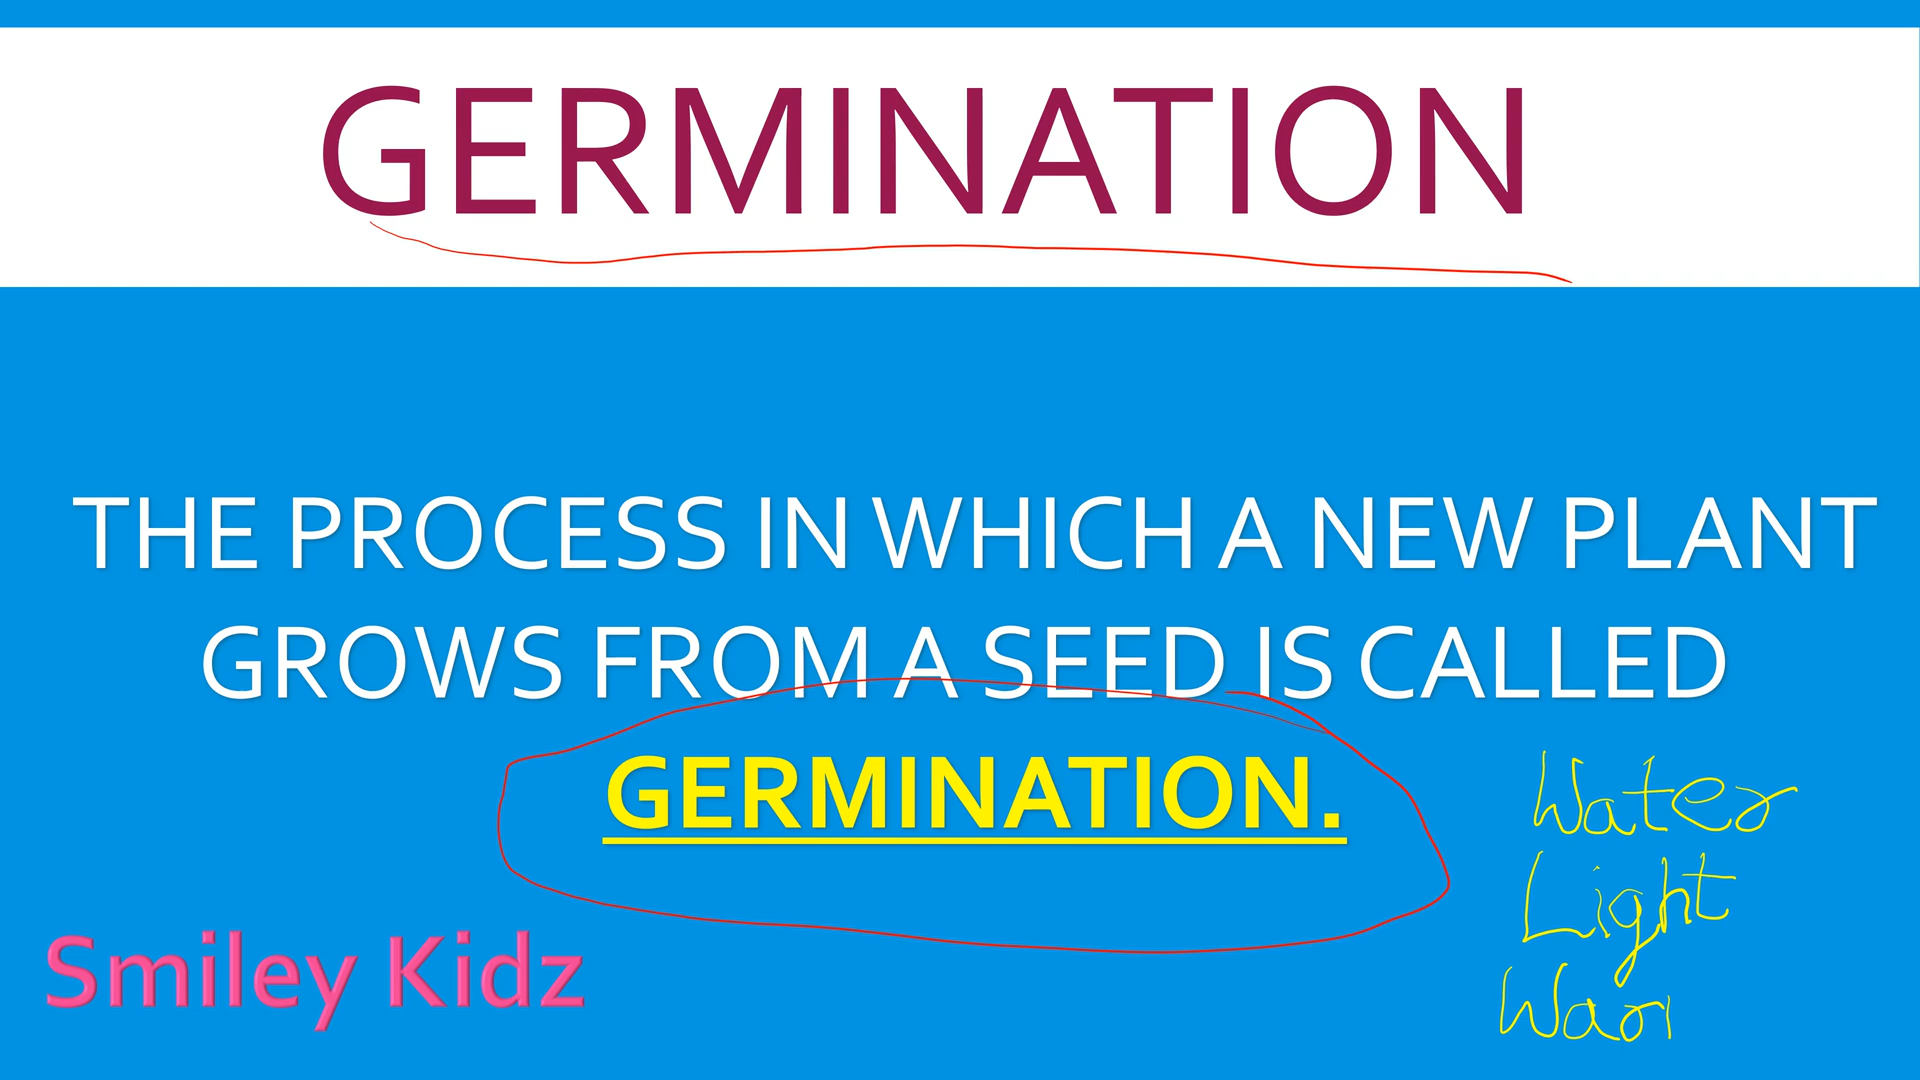 GERMINATION
THE PROCESS IN WHICH A NEW PLANT
GROWS FROM A SEED IS CALLED
GERMINATION.
Water
Light
Smiley Kidz